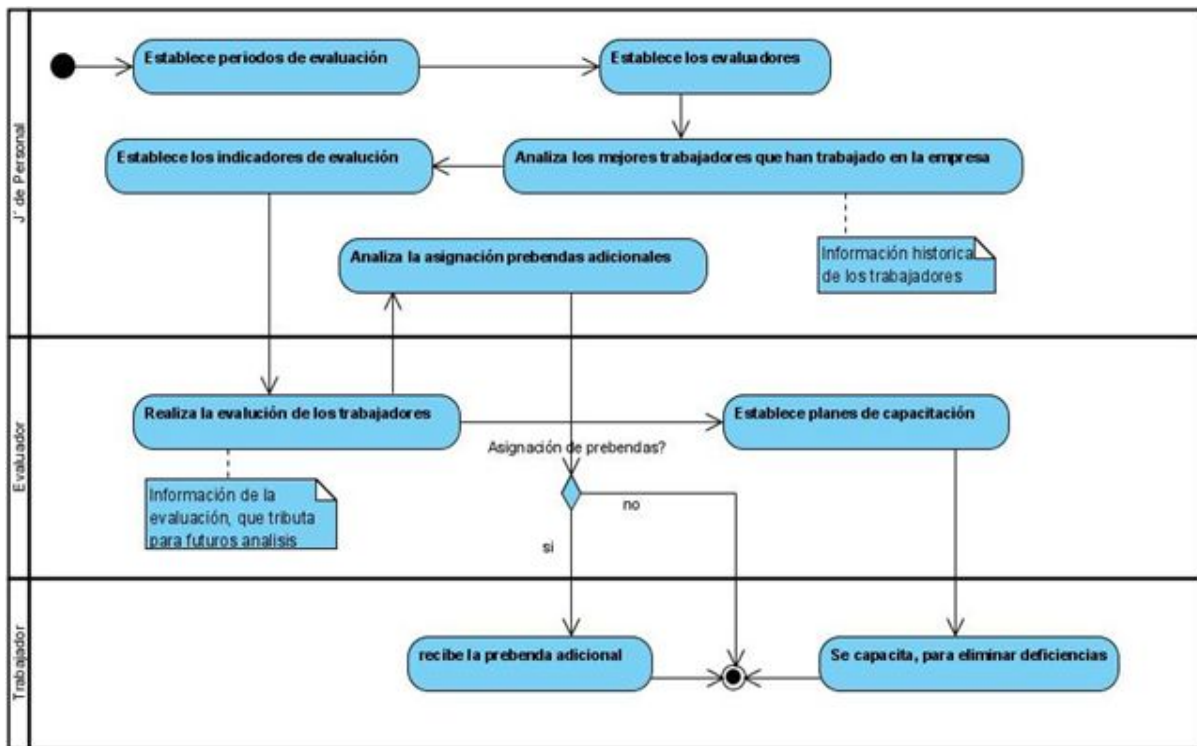 J' de Personal
Establece periodos de evaluación
Establece los evaluadores
Establece los indicadores de evalución
Analiza los mejores trabajadores que han trabajado en la empresa
Analiza la asignación prebendas adicionales
Información historica
de los trabajadores
Evaluador
Realiza la evalución de los trabajadores
Establece planes de capacitación
Asignación de prebendas?
Información de la
evaluación, que tributa
para futuros analisis
no
si
Trabajador
recibe la prebenda adicional
Se capacita, para eliminar deficiencias